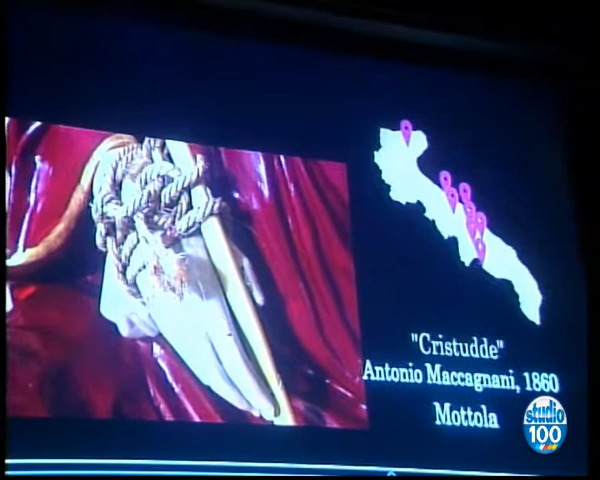 "Cristudde"
Antonio Maccagnani, 1860
Mottola
studio
100